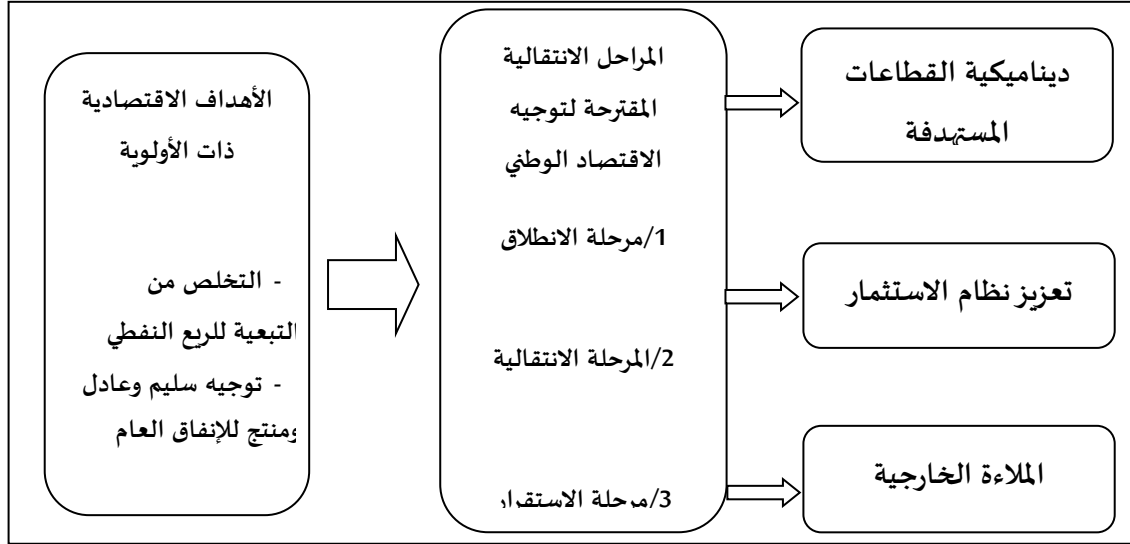 الأهداف الاقتصادية
ذات الأولوية
- التخلص من
التبعية للريع النفطي
- توجيه سليم وعادل
ومنتج للإنفاق العام
المراحل الانتقالية
المقترحة لتوجيه
الاقتصاد الوطني
1/مرحلة الانطلاق
2/المرحلة الانتقالية
3/مرحلة الاستقرار
ديناميكية القطاعات
المستهدفة
تعزيز نظام الاستثمار
الملاءة الخارجية